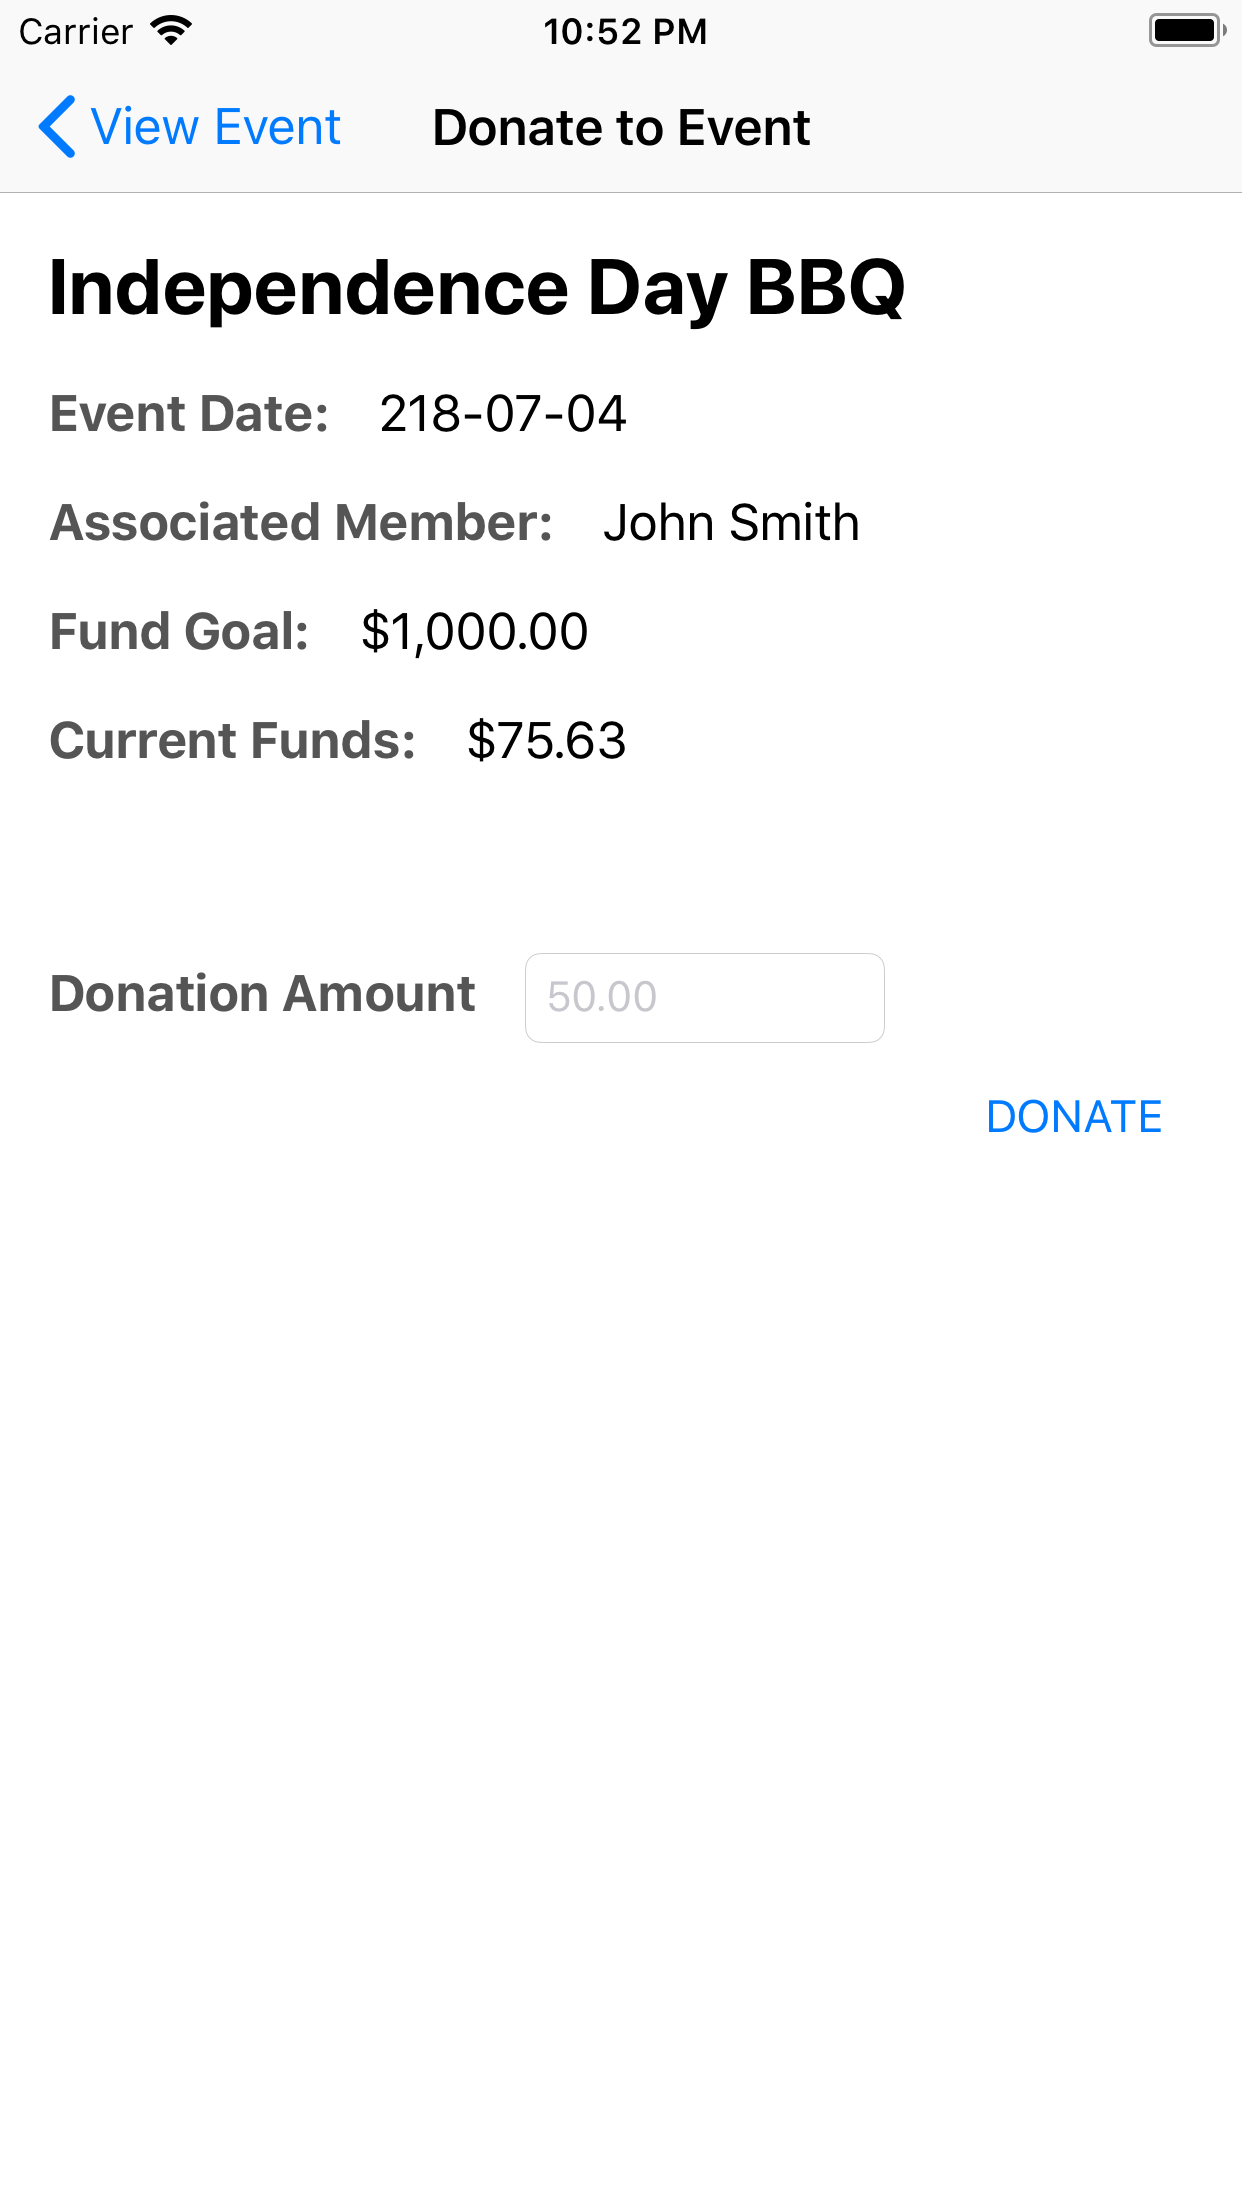 Carrier 10:52 PM
View Event Donate to Event
Independence Day BBQ
Event Date: 218-07-04
Associated Member: John Smith
Fund Goal: $1,000.00
Current Funds: $75.63
Donation Amount 50.00
DONATE